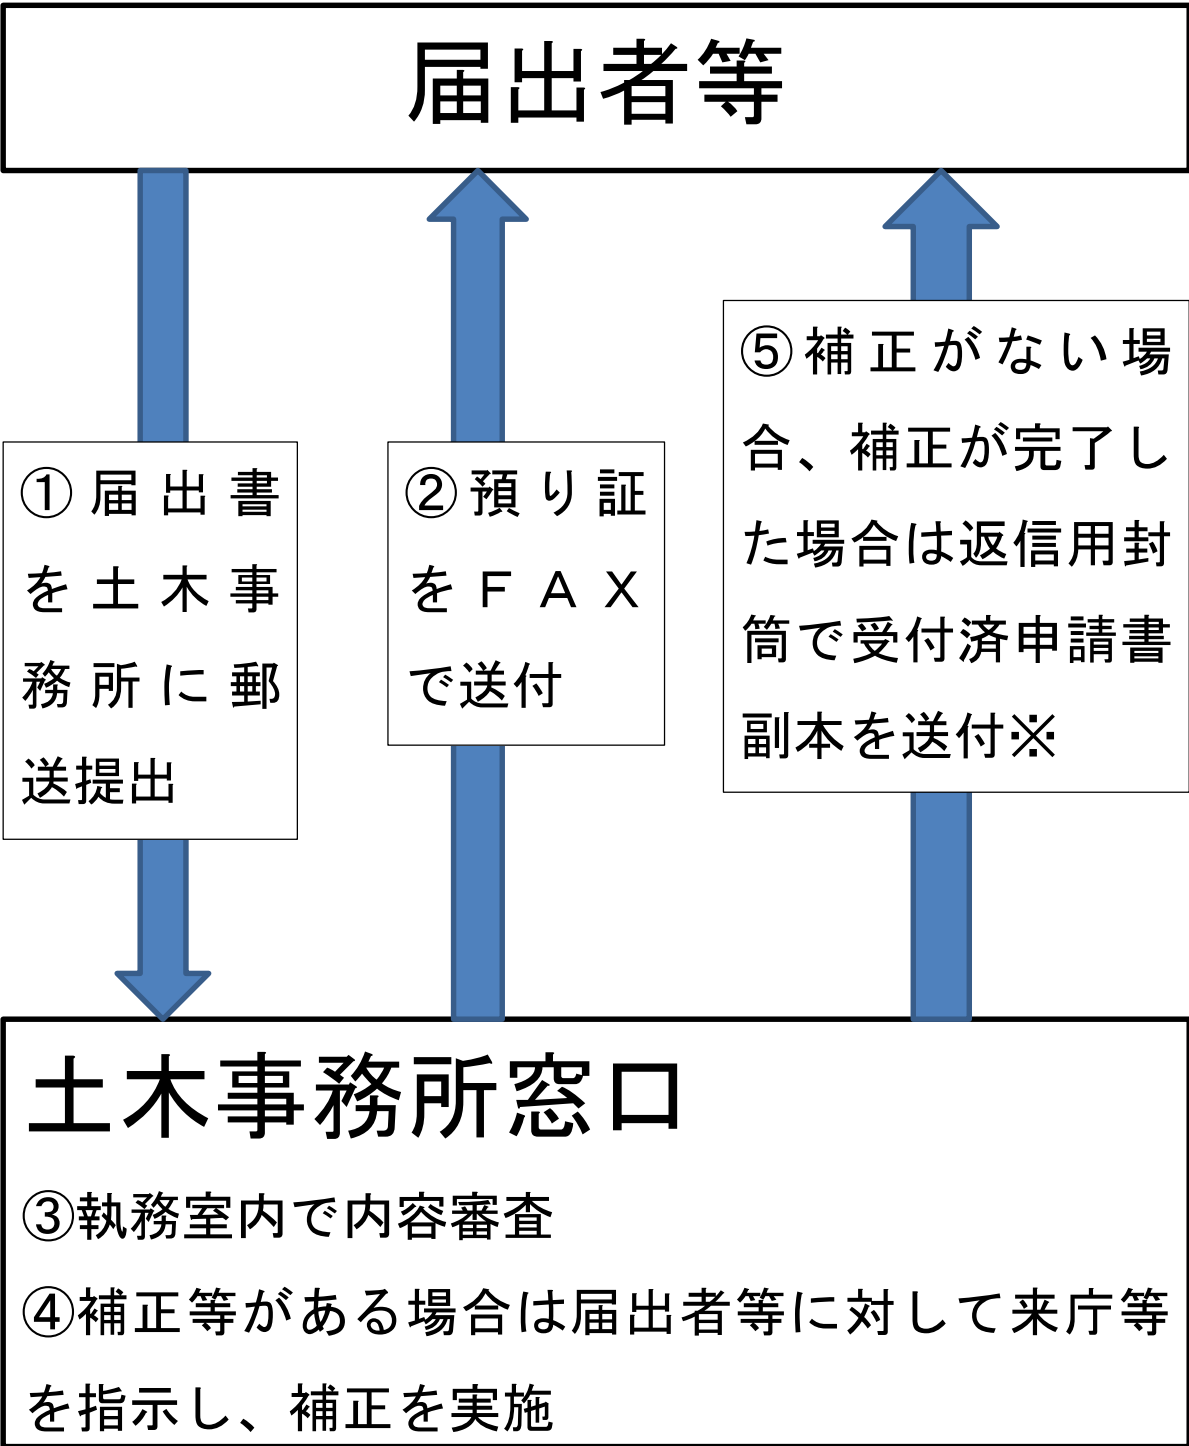 届出者等
①届出書
を土木事
務所に郵
送提出
②預り証
をＦＡＸ
で送付
⑤補正がない場
合、補正が完了し
た場合は返信用封
筒で受付済申請書
副本を送付※
土木事務所窓口
③執務室内で内容審査
④補正等がある場合は届出者等に対して来庁等
を指示し、補正を実施